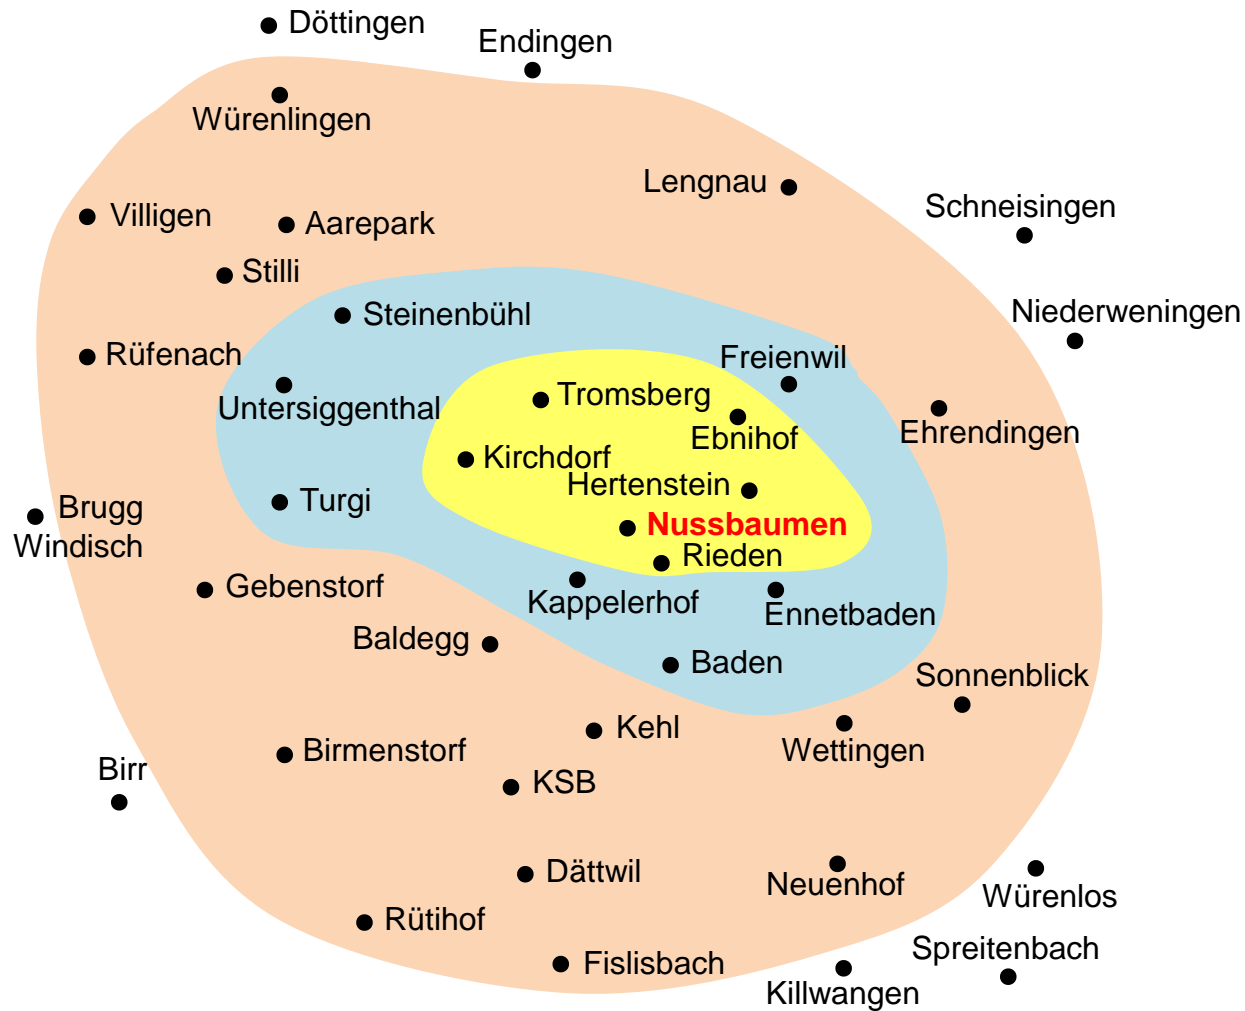 Döttingen
Endingen
Würenlingen
Lengnau
Schneisingen
Villigen
Aarepark
Stilli
Niederweningen
Steinenbühl
Rüfenach
Freienwil
Untersiggenthal
Tromsberg
Ebnihof
Ehrendingen
Kirchdorf
Hertenstein
Turgi
Brugg
Windisch
Nussbaumen
Rieden
Gebenstorf
Kappelerhof
Ennetbaden
Baldegg
Baden
Sonnenblick
Kehl
Wettingen
Birmenstorf
Birr
KSB
Dättwil
Neuenhof
Würenlos
Rütihof
Spreitenbach
Fislisbach
Killwangen